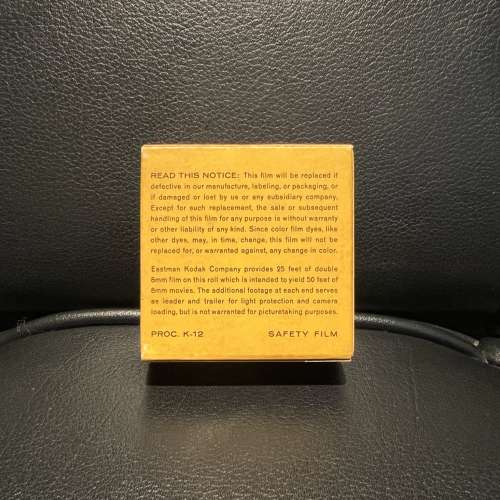 READ THIS NOTICE: This film will be replaced if
defective in our manufacture, labeling, or packaging, or
if damaged or lost by us or any subsidiary company,
Except for such replacement, the sale or subsequent
handling of this film for any purpose is without warranty
or other liability of any kind. Since color film dyes, like
other dyes, may, in time, change, this film will not be
replaced for, or warranted against, any change in color.
Eastman Kodak Company provides 25 feet of double
8mm film on this roll which is intended to yield 50 feet of
8mm movies. The additional footage at each end serves
as leader and trailer for light protection and camera
loading, but is not warranted for picturetaking purposes.
PROC. K-12 SAFETY FILM